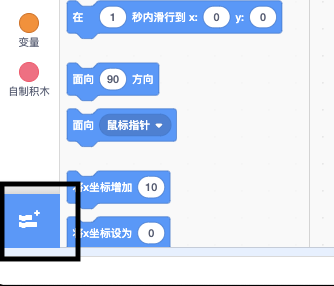 在 1 秒内滑行到 x: 0 y: 0
变量
面向 90 方向
自制积木
面向 鼠标指针
将x坐标增加 10
将x坐标设为 0